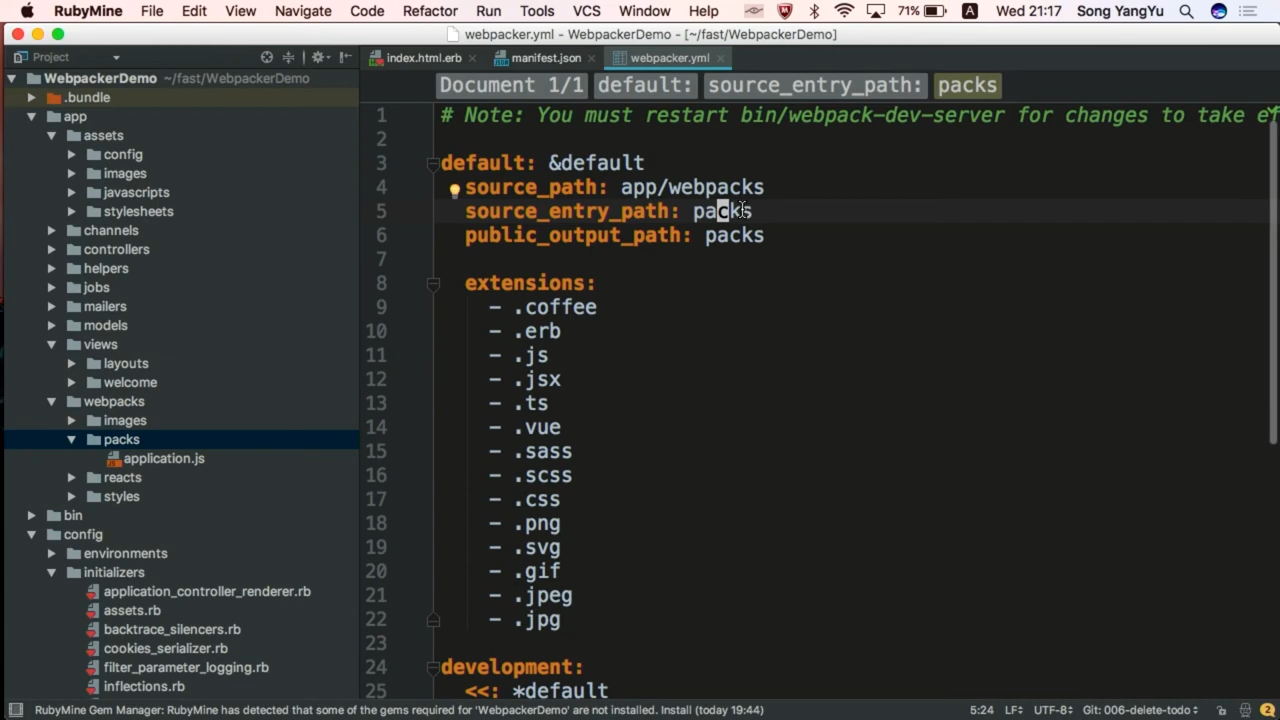 RubyMine File Edit View Navigate Code Refactor Run Tools VCS Window Help 71% A Wed 21:17 Song YangYu
webpacker.yml - WebpackerDemo - [~/fast/WebpackerDemo]
Project index.html.erb manifest.json webpacker.yml
Document 1/1 default: source_entry_path: packs
WebpackerDemo ~/fast/WebpackerDemo
.bundle
app
assets
config
images
javascripts
stylesheets
channels
controllers
helpers
jobs
mailers
models
views
layouts
welcome
webpacks
images
packs
application.js
reacts
styles
bin
config
environments
initializers
application_controller_renderer.rb
assets.rb
backtrace_silencers.rb
cookies_serializer.rb
filter_parameter_logging.rb
inflections.rb
1 # Note: You must restart bin/webpack-dev-server for changes to take ef
2
3 default: &default
4 source_path: app/webpacks
5 source_entry_path: packs
6 public_output_path: packs
7
8 extensions:
9 - .coffee
10 - .erb
11 - .js
12 - .jsx
13 - .ts
14 - .vue
15 - .sass
16 - .scss
17 - .css
18 - .png
19 - .svg
20 - .gif
21 - .jpeg
22 - .jpg
23
24 development:
25 <<: *default
RubyMine Gem Manager: RubyMine has detected that some of the gems required for 'WebpackerDemo' are not installed. Install (today 19:44) 5:24 LF UTF-8 Git: 006-delete-todo 2